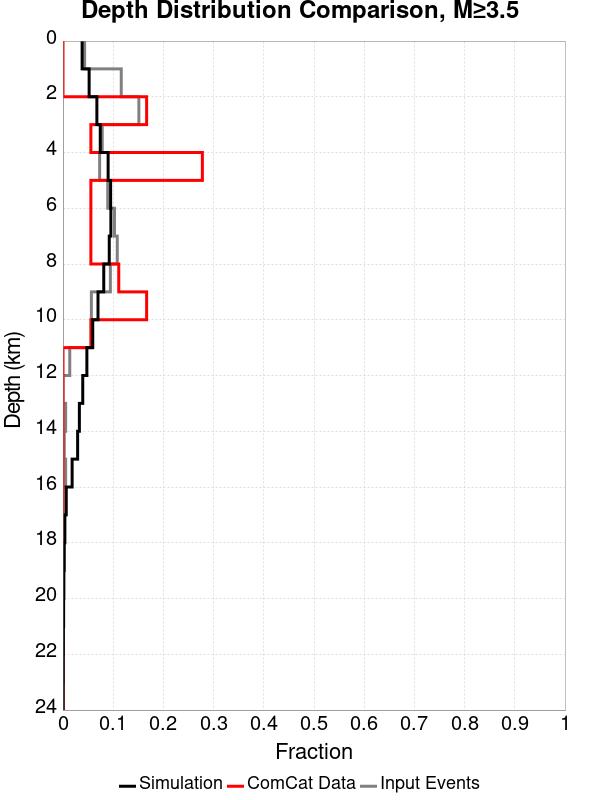 Depth Distribution Comparison, M≥3.5
0
2
4
6
8
10
12
14
16
18
20
22
24
Depth (km)
0 0.1 0.2 0.3 0.4 0.5 0.6 0.7 0.8 0.9 1
Fraction
Simulation ComCat Data Input Events